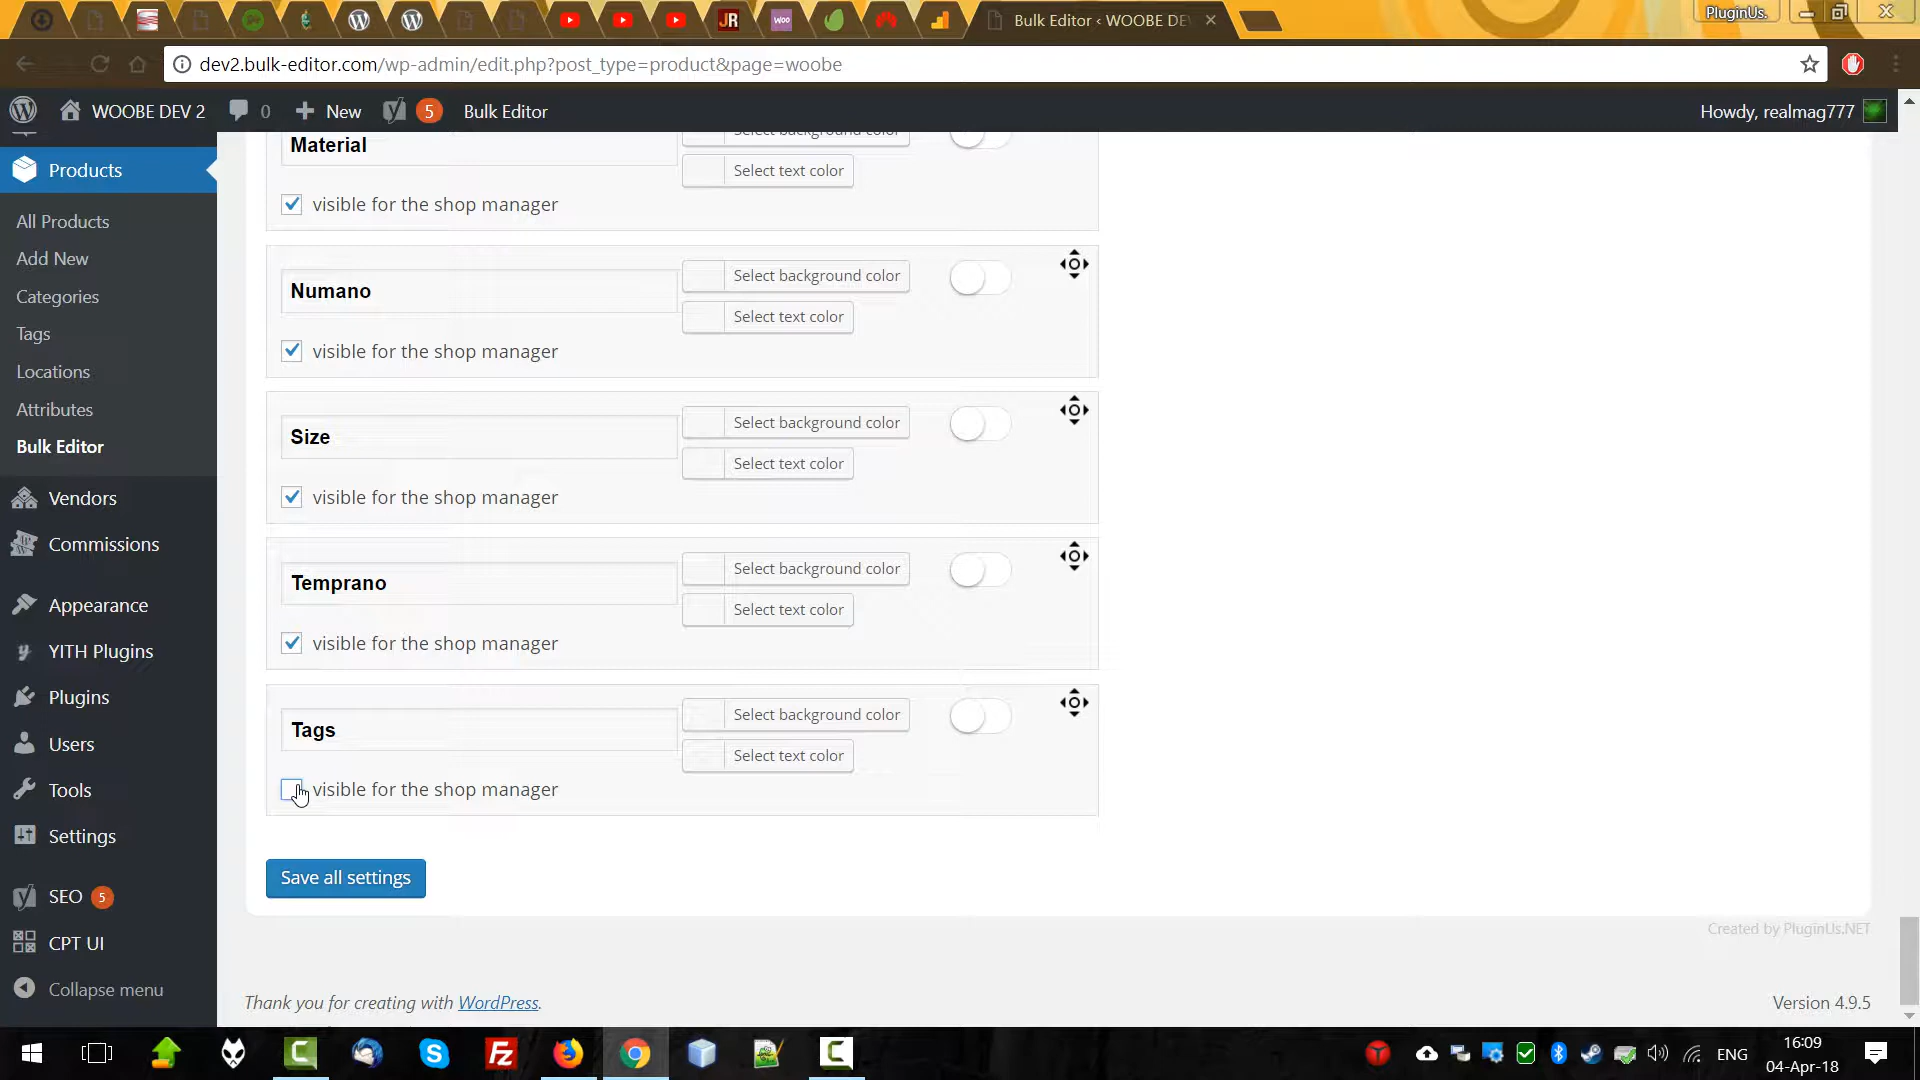 PluginUs.
JR
Woo
Bulk Editor ‹ WOOBE DE
dev2.bulk-editor.com/wp-admin/edit.php?post_type=product&page=woobe
WOOBE DEV 2
0
New
5
Bulk Editor
Howdy, realmag777
Products
All Products
Add New
Categories
Tags
Locations
Attributes
Bulk Editor
Vendors
Commissions
Appearance
YITH Plugins
Plugins
Users
Tools
Settings
SEO 5
CPT UI
Collapse menu
Material
Select background color
Select text color
visible for the shop manager
Numano
Select background color
Select text color
visible for the shop manager
Size
Select background color
Select text color
visible for the shop manager
Temprano
Select background color
Select text color
visible for the shop manager
Tags
Select background color
Select text color
visible for the shop manager
Save all settings
Created by PluginUs.NET
Thank you for creating with WordPress.
Version 4.9.5
ENG
16:09
04-Apr-18